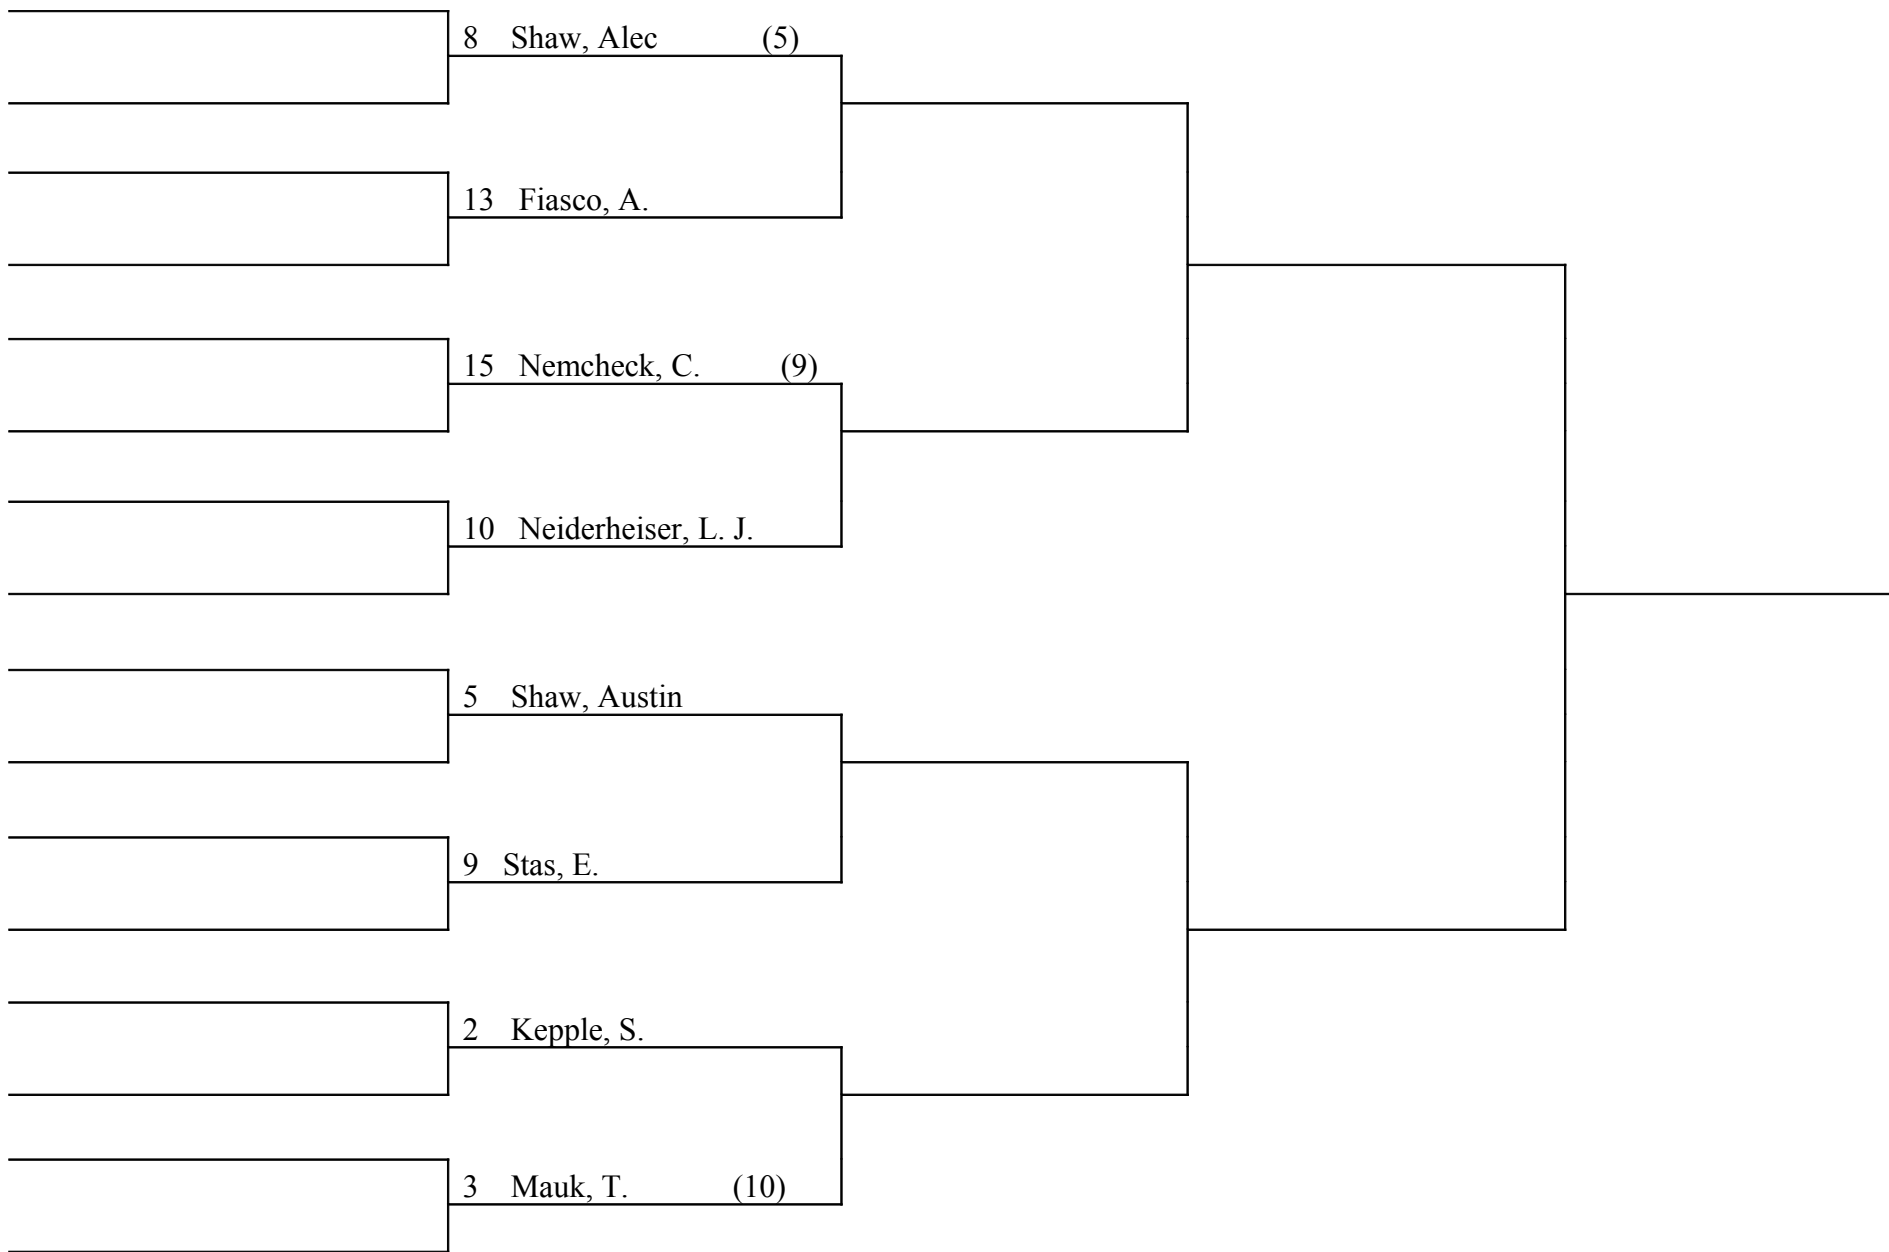 8 Shaw, Alec (5)
13 Fiasco, A.
15 Nemcheck, C. (9)
10 Neiderheiser, L. J.
5 Shaw, Austin
9 Stas, E.
2 Kepple, S.
3 Mauk, T. (10)